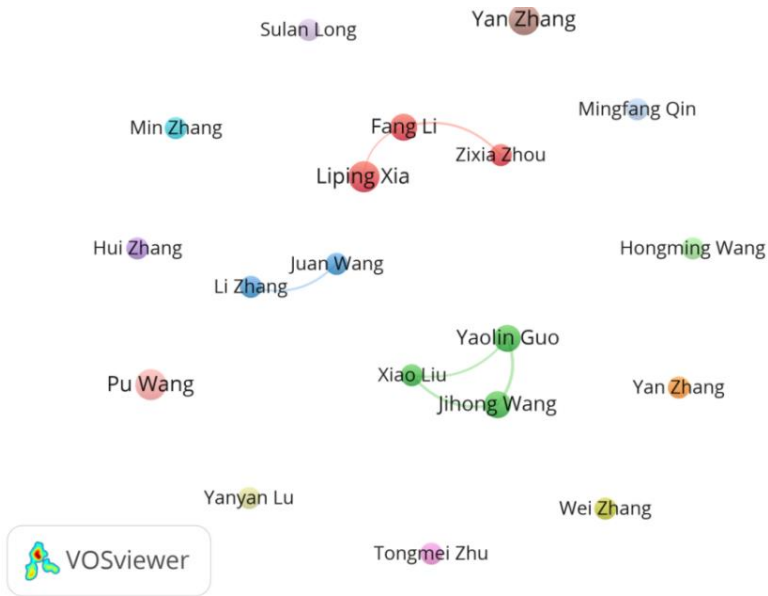 Yan Zhang
Sulan Long
Mingfang Qin
Min Zhang
Fang Li
Zixia Zhou
Liping Xia
Hui Zhang
Hongming Wang
Juan Wang
Li Zhang
Yaolin Guo
Xiao Liu
Pu Wang
Yan Zhang
Jihong Wang
Yanyan Lu
Wei Zhang
Tongmei Zhu
VOSviewer